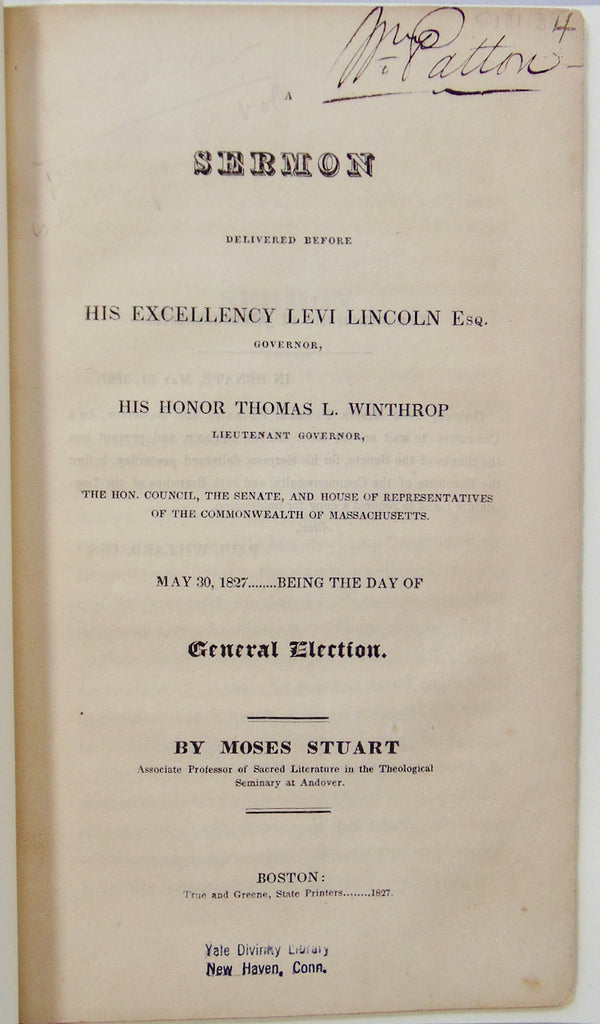 Wm. Patton
4
A
SERMON
DELIVERED BEFORE
HIS EXCELLENCY LEVI LINCOLN Esq.
GOVERNOR,
HIS HONOR THOMAS L. WINTHROP
LIEUTENANT GOVERNOR,
THE HON. COUNCIL, THE SENATE, AND HOUSE OF REPRESENTATIVES
OF THE COMMONWEALTH OF MASSACHUSETTS.
MAY 30, 1827........BEING THE DAY OF
General Election.
BY MOSES STUART
Associate Professor of Sacred Literature in the Theological
Seminary at Andover.
BOSTON:
True and Greene, State Printers........1827.
Yale Divinity Library
New Haven, Conn.